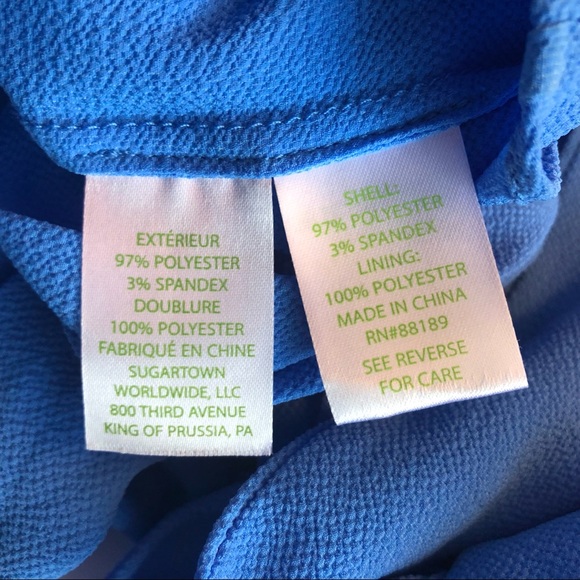 EXTÉRIEUR
97% POLYESTER
3% SPANDEX
DOUBLURE
100% POLYESTER
FABRIQUÉ EN CHINE
SUGARTOWN
WORLDWIDE, LLC
800 THIRD AVENUE
KING OF PRUSSIA, PA
SHELL:
97% POLYESTER
3% SPANDEX
LINING:
100% POLYESTER
MADE IN CHINA
RN#88189
SEE REVERSE
FOR CARE